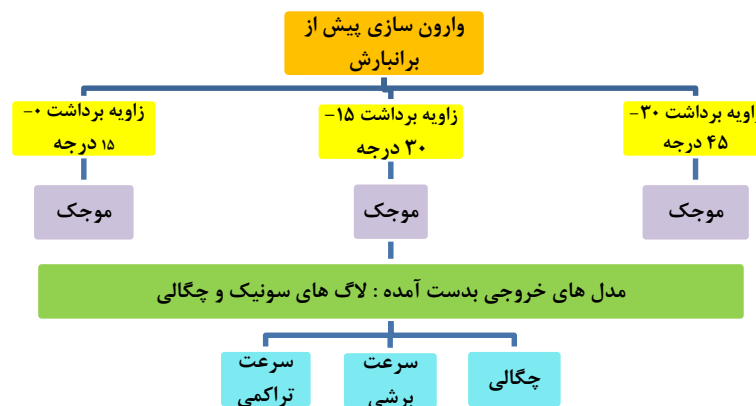 وارون سازی پیش از
برانبارش
زاویه برداشت ۰-
۱۵ درجه
زاویه برداشت ۱۵-
۳۰ درجه
زاویه برداشت ۳۰-
۴۵ درجه
موجک
موجک
موجک
مدل های خروجی بدست آمده : لاگ های سونیک و چگالی
سرعت
تراکمی
سرعت
برشی
چگالی